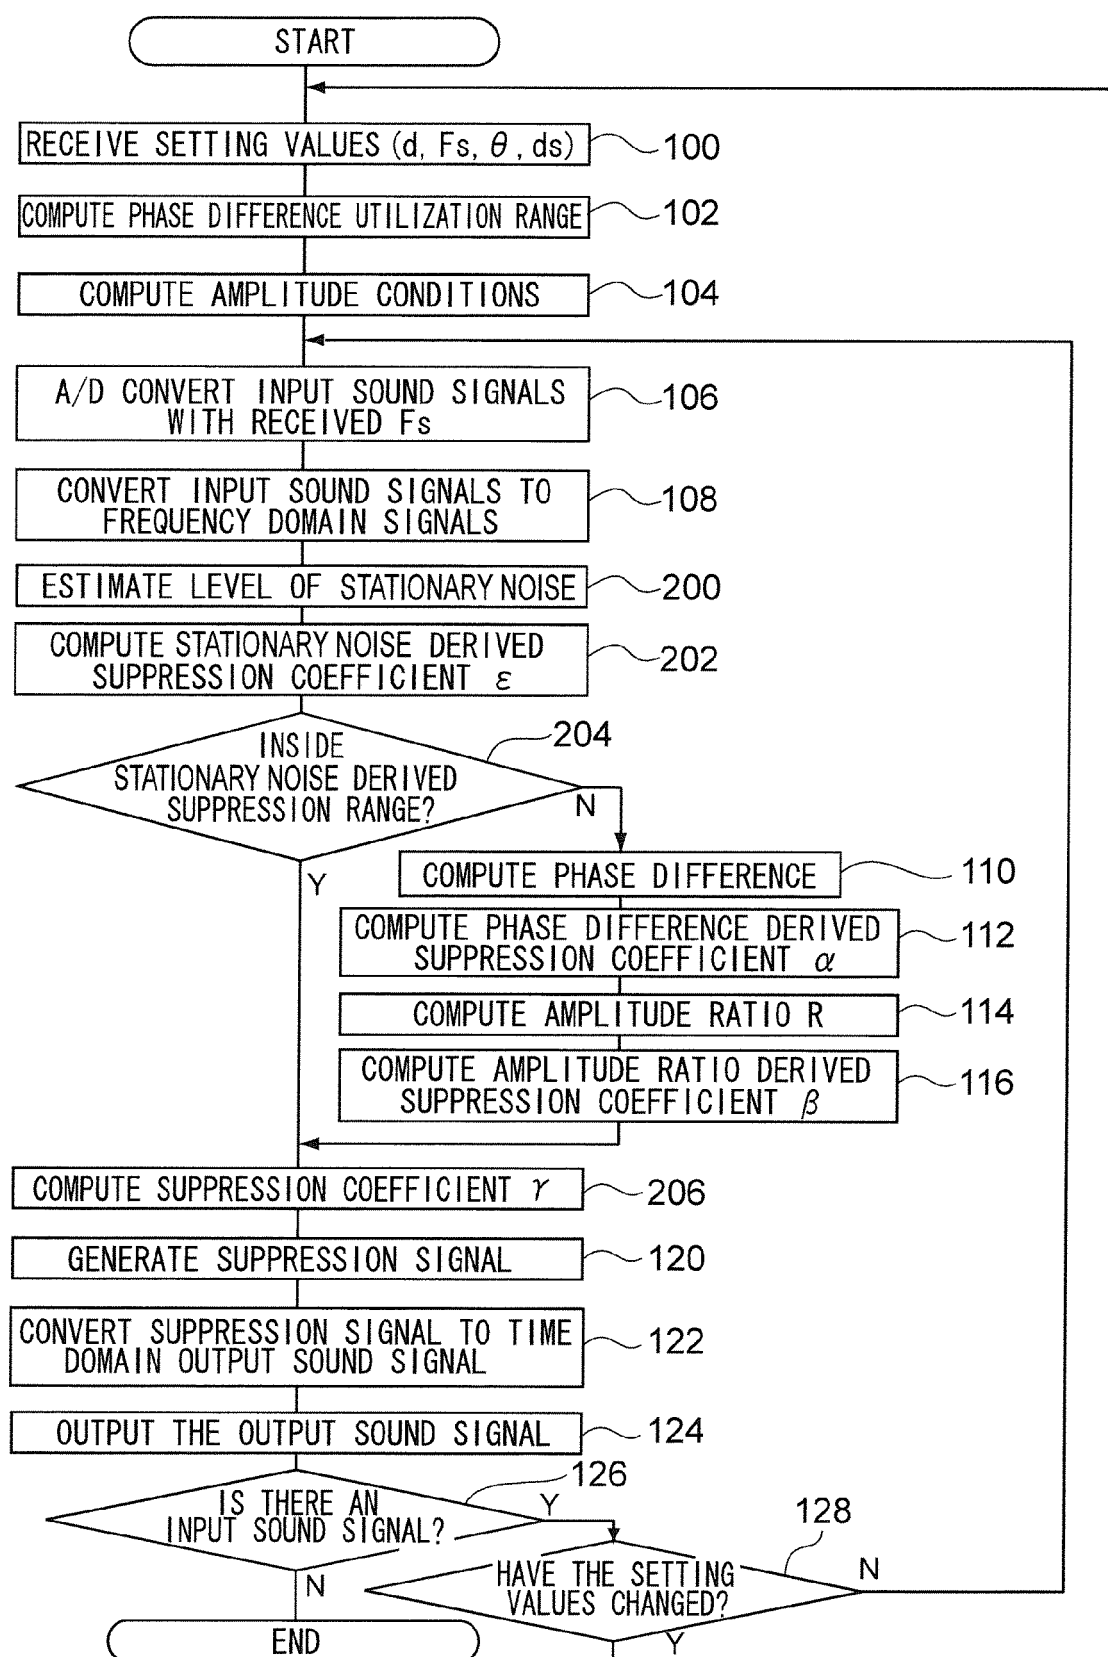 START
RECEIVE SETTING VALUES (d, Fs, θ, ds)
100
COMPUTE PHASE DIFFERENCE UTILIZATION RANGE
102
COMPUTE AMPLITUDE CONDITIONS
104
A/D CONVERT INPUT SOUND SIGNALS
WITH RECEIVED Fs
106
CONVERT INPUT SOUND SIGNALS TO
FREQUENCY DOMAIN SIGNALS
108
ESTIMATE LEVEL OF STATIONARY NOISE
200
COMPUTE STATIONARY NOISE DERIVED
SUPPRESSION COEFFICIENT ε
202
INSIDE
STATIONARY NOISE DERIVED
SUPPRESSION RANGE?
204
N
Y
COMPUTE PHASE DIFFERENCE
110
COMPUTE PHASE DIFFERENCE DERIVED
SUPPRESSION COEFFICIENT α
112
COMPUTE AMPLITUDE RATIO R
114
COMPUTE AMPLITUDE RATIO DERIVED
SUPPRESSION COEFFICIENT β
116
COMPUTE SUPPRESSION COEFFICIENT γ
206
GENERATE SUPPRESSION SIGNAL
120
CONVERT SUPPRESSION SIGNAL TO TIME
DOMAIN OUTPUT SOUND SIGNAL
122
OUTPUT THE OUTPUT SOUND SIGNAL
124
IS THERE AN
INPUT SOUND SIGNAL?
126
Y
N
HAVE THE SETTING
VALUES CHANGED?
128
N
Y
END